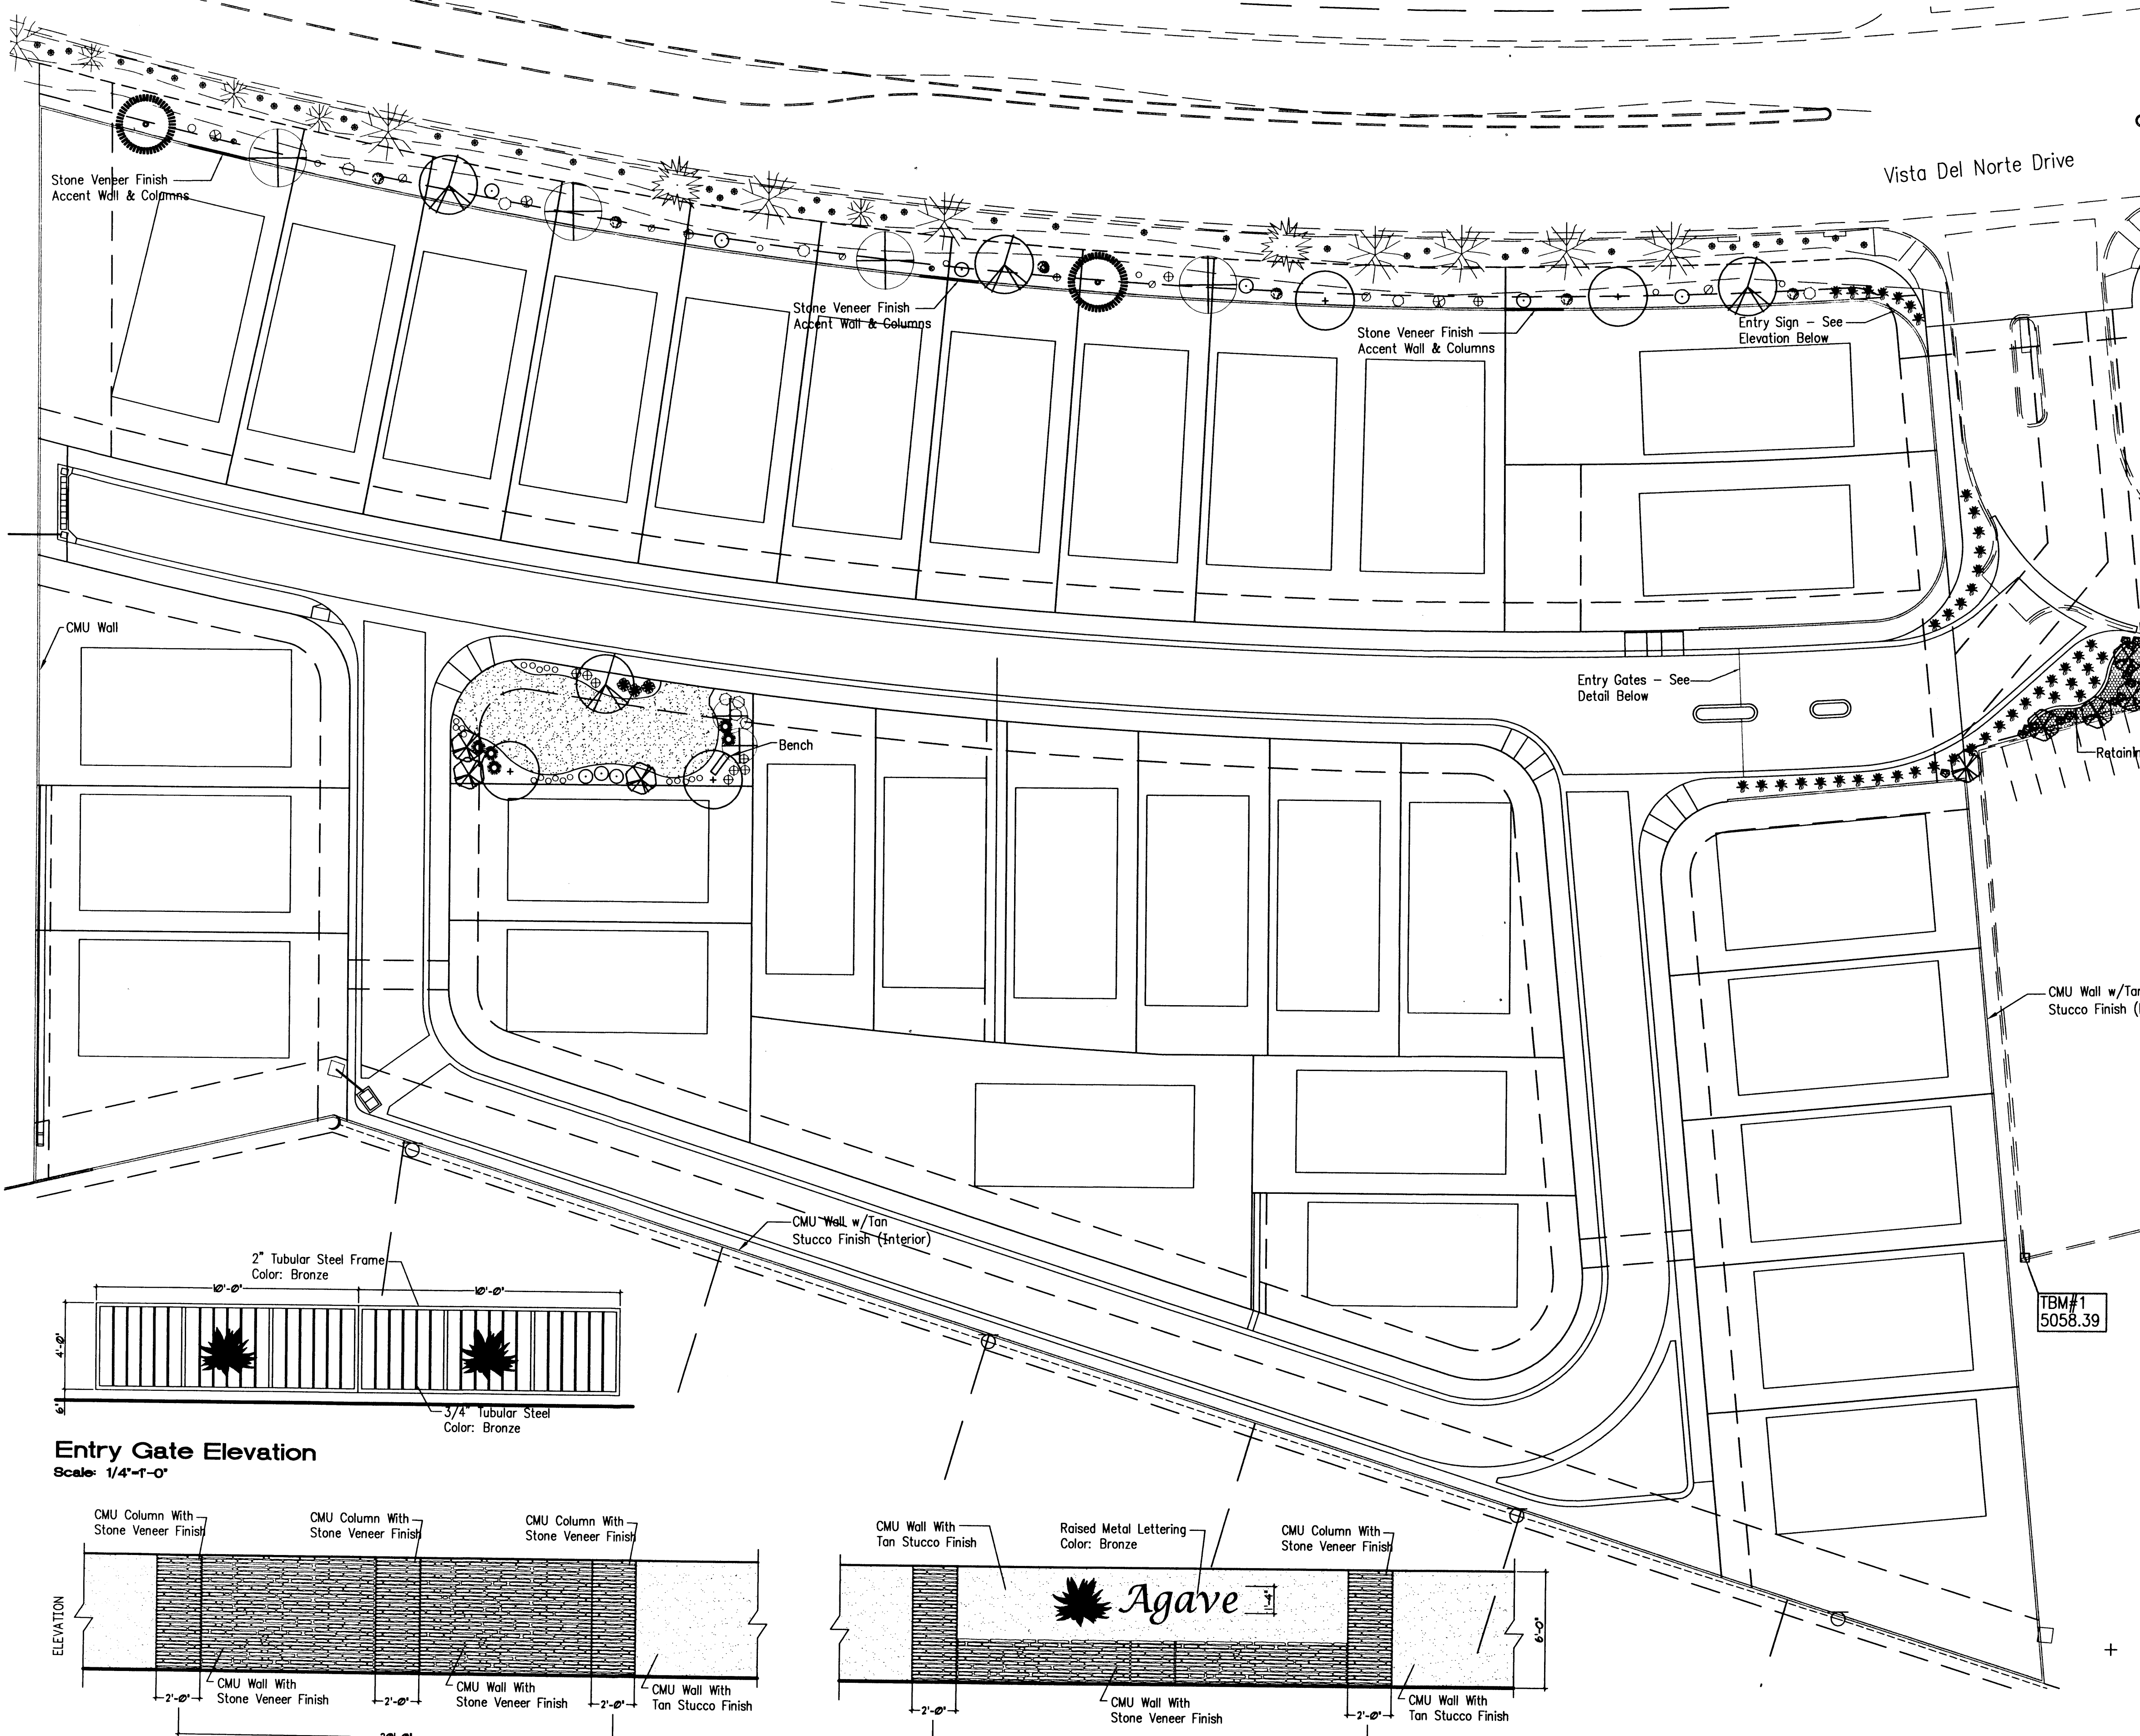 Vista Del Norte Drive
Stone Veneer Finish
Accent Wall & Columns
Stone Veneer Finish
Accent Wall & Columns
Stone Veneer Finish
Accent Wall & Columns
Entry Sign - See
Elevation Below
CMU Wall
Entry Gates - See
Detail Below
Bench
CMU Wall w/Tan
Stucco Finish (Interior)
CMU Wall w/Tan
Stucco Finish
TBM#1
5058.39
2" Tubular Steel Frame
Color: Bronze
10'-0"
10'-0"
4'-0"
6"
3/4" Tubular Steel
Color: Bronze
Entry Gate Elevation
Scale: 1/4"=1'-0"
CMU Column With
Stone Veneer Finish
CMU Column With
Stone Veneer Finish
CMU Column With
Stone Veneer Finish
ELEVATION
CMU Wall With
Stone Veneer Finish
CMU Wall With
Stone Veneer Finish
CMU Wall With
Tan Stucco Finish
2'-0"
2'-0"
2'-0"
CMU Wall With
Tan Stucco Finish
Raised Metal Lettering
Color: Bronze
CMU Column With
Stone Veneer Finish
Agave
1'-4"
6'-0"
CMU Wall With
Stone Veneer Finish
CMU Wall With
Tan Stucco Finish
2'-0"
2'-0"